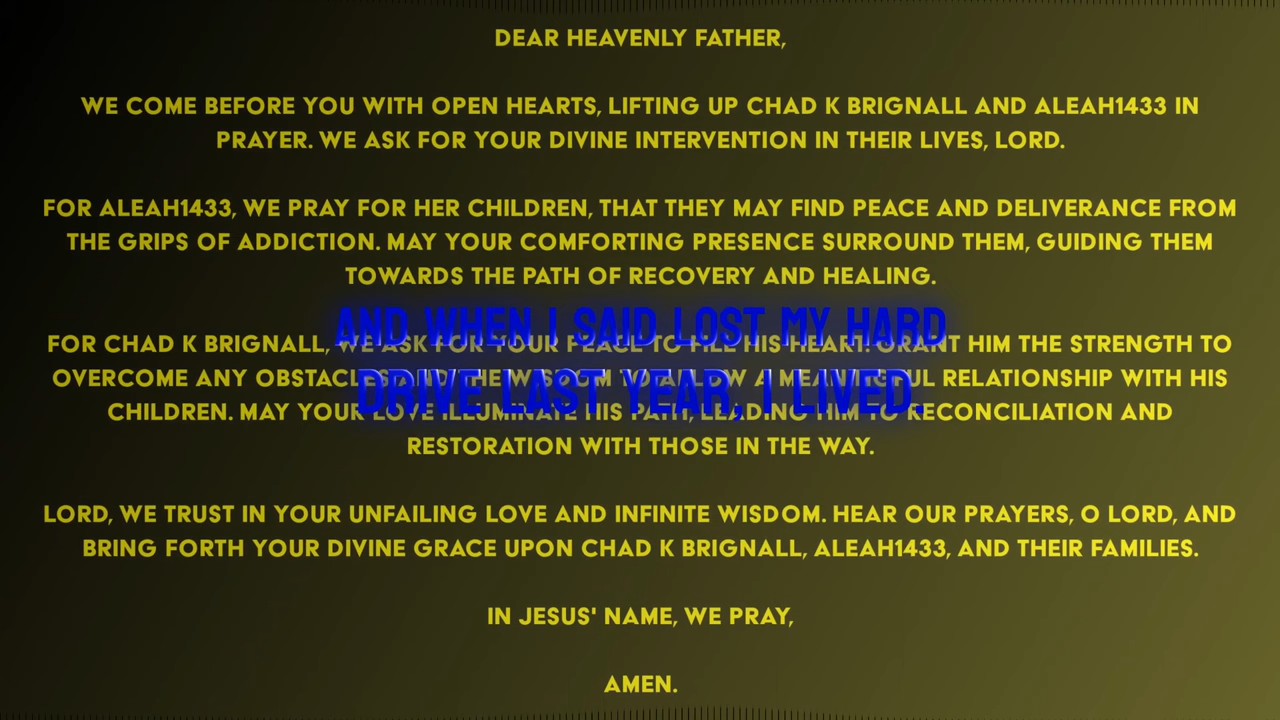 DEAR HEAVENLY FATHER,
WE COME BEFORE YOU WITH OPEN HEARTS, LIFTING UP CHAD K BRIGNALL AND ALEAH1433 IN
PRAYER. WE ASK FOR YOUR DIVINE INTERVENTION IN THEIR LIVES, LORD.
FOR ALEAH1433, WE PRAY FOR HER CHILDREN, THAT THEY MAY FIND PEACE AND DELIVERANCE FROM
THE GRIPS OF ADDICTION. MAY YOUR COMFORTING PRESENCE SURROUND THEM, GUIDING THEM
TOWARDS THE PATH OF RECOVERY AND HEALING.
AND WHEN I SAID LOST MY HARD
FOR CHAD K BRIGNALL, WE ASK FOR YOUR PEACE TO FILL HIS HEART. GRANT HIM THE STRENGTH TO
OVERCOME ANY OBSTACLES AND THE WISDOM TO ALLOW A MEANINGFUL RELATIONSHIP WITH HIS
DRIVE LAST YEAR, I LIVED.
CHILDREN. MAY YOUR LOVE ILLUMINATE HIS PATH, LEADING HIM TO RECONCILIATION AND
RESTORATION WITH THOSE IN THE WAY.
LORD, WE TRUST IN YOUR UNFAILING LOVE AND INFINITE WISDOM. HEAR OUR PRAYERS, O LORD, AND
BRING FORTH YOUR DIVINE GRACE UPON CHAD K BRIGNALL, ALEAH1433, AND THEIR FAMILIES.
IN JESUS' NAME, WE PRAY,
AMEN.